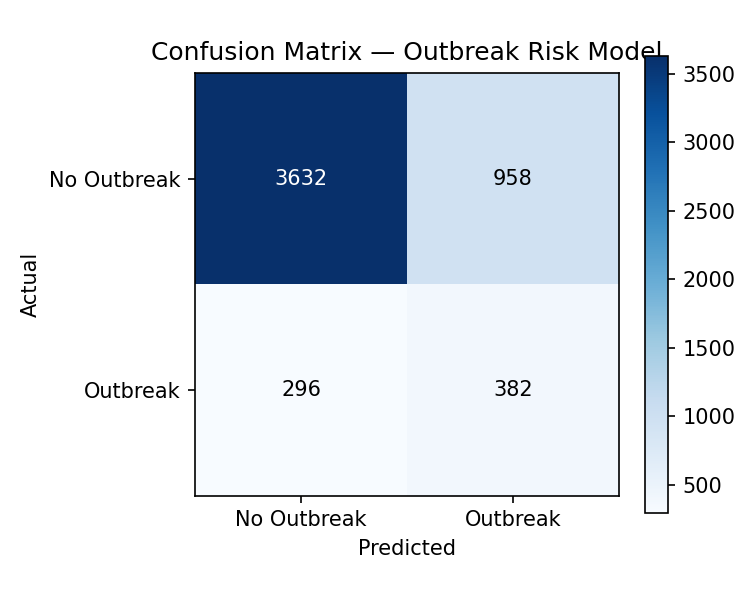 Confusion Matrix — Outbreak Risk Model
3500
3000
2500
2000
1500
1000
500
Actual
No Outbreak
3632
958
Outbreak
296
382
No Outbreak
Outbreak
Predicted